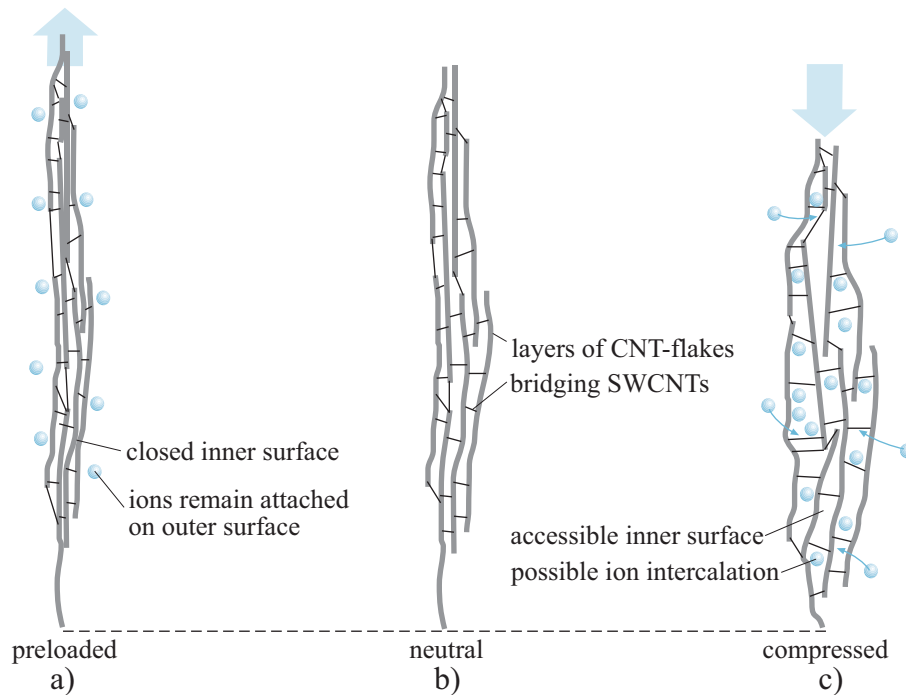 layers of CNT-flakes
bridging SWCNTs
closed inner surface
ions remain attached
on outer surface
accessible inner surface
possible ion intercalation
preloaded
neutral
compressed
a)
b)
c)